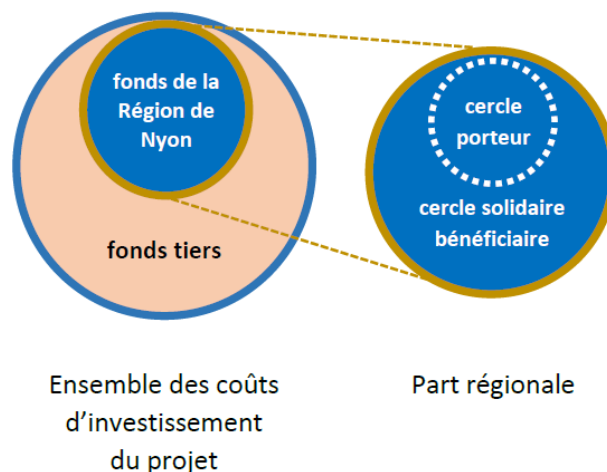 fonds de la
Région de
Nyon
fonds tiers
cercle
porteur
cercle solidaire
bénéficiaire
Ensemble des coûts
d’investissement
du projet
Part régionale